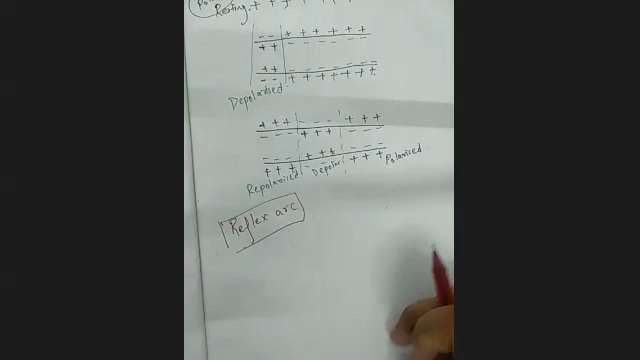 Resting + + + + + +
- - + + + + + +
+ + - - - - - -
+ + - - - - - - -
- - + + + + + + +
Depolarised
+ + + - - - + + +
- - - + + + - - -
- - - + + + - - -
+ + + - - - + + +
Repolarised Depolar Polarised
Reflex arc